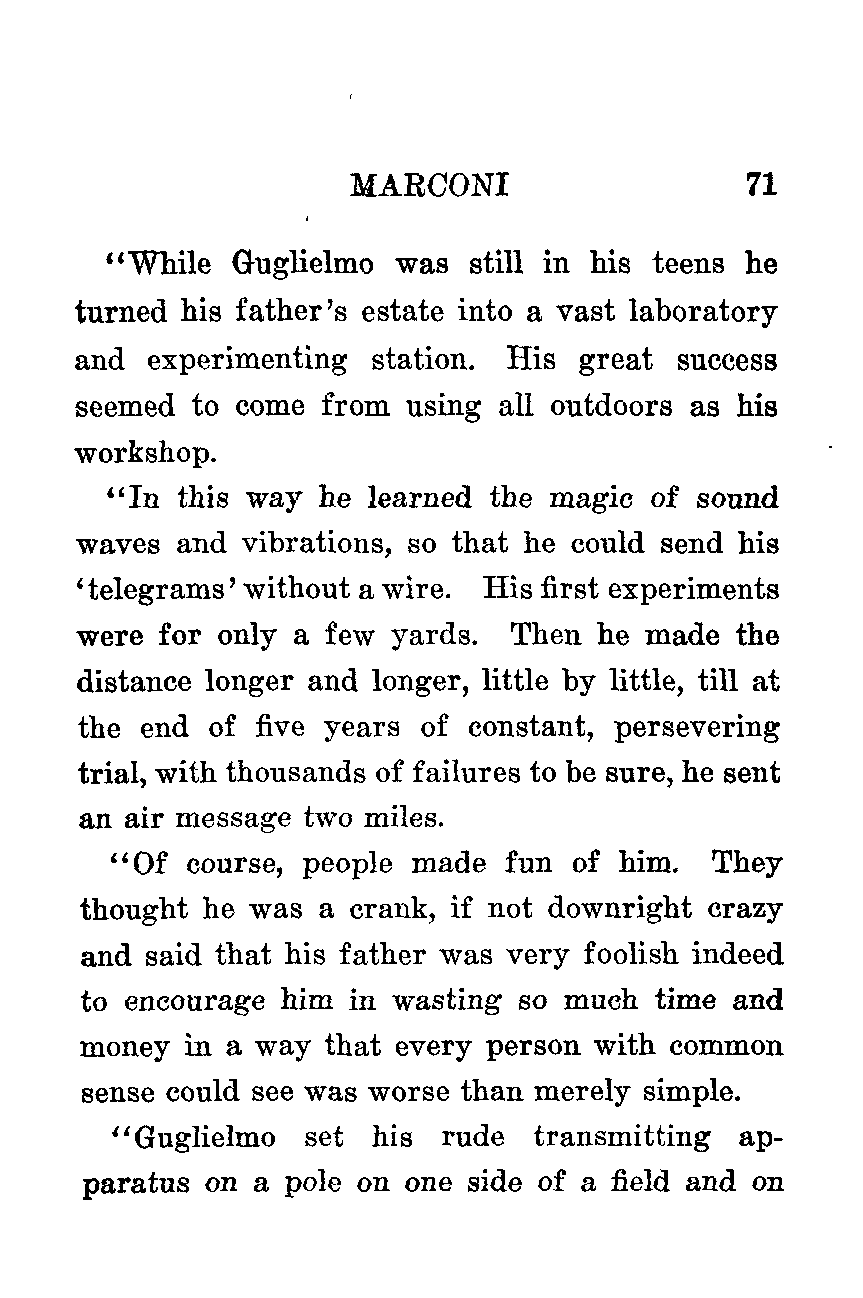 MARCONI 71
“While Guglielmo was still in his teens he
turned his father’s estate into a vast laboratory
and experimenting station. His great success
seemed to come from using all outdoors as his
workshop.
“In this way he learned the magic of sound
waves and vibrations, so that he could send his
‘telegrams’ without a wire. His first experiments
were for only a few yards. Then he made the
distance longer and longer, little by little, till at
the end of five years of constant, persevering
trial, with thousands of failures to be sure, he sent
an air message two miles.
“Of course, people made fun of him. They
thought he was a crank, if not downright crazy
and said that his father was very foolish indeed
to encourage him in wasting so much time and
money in a way that every person with common
sense could see was worse than merely simple.
“Guglielmo set his rude transmitting ap-
paratus on a pole on one side of a field and on